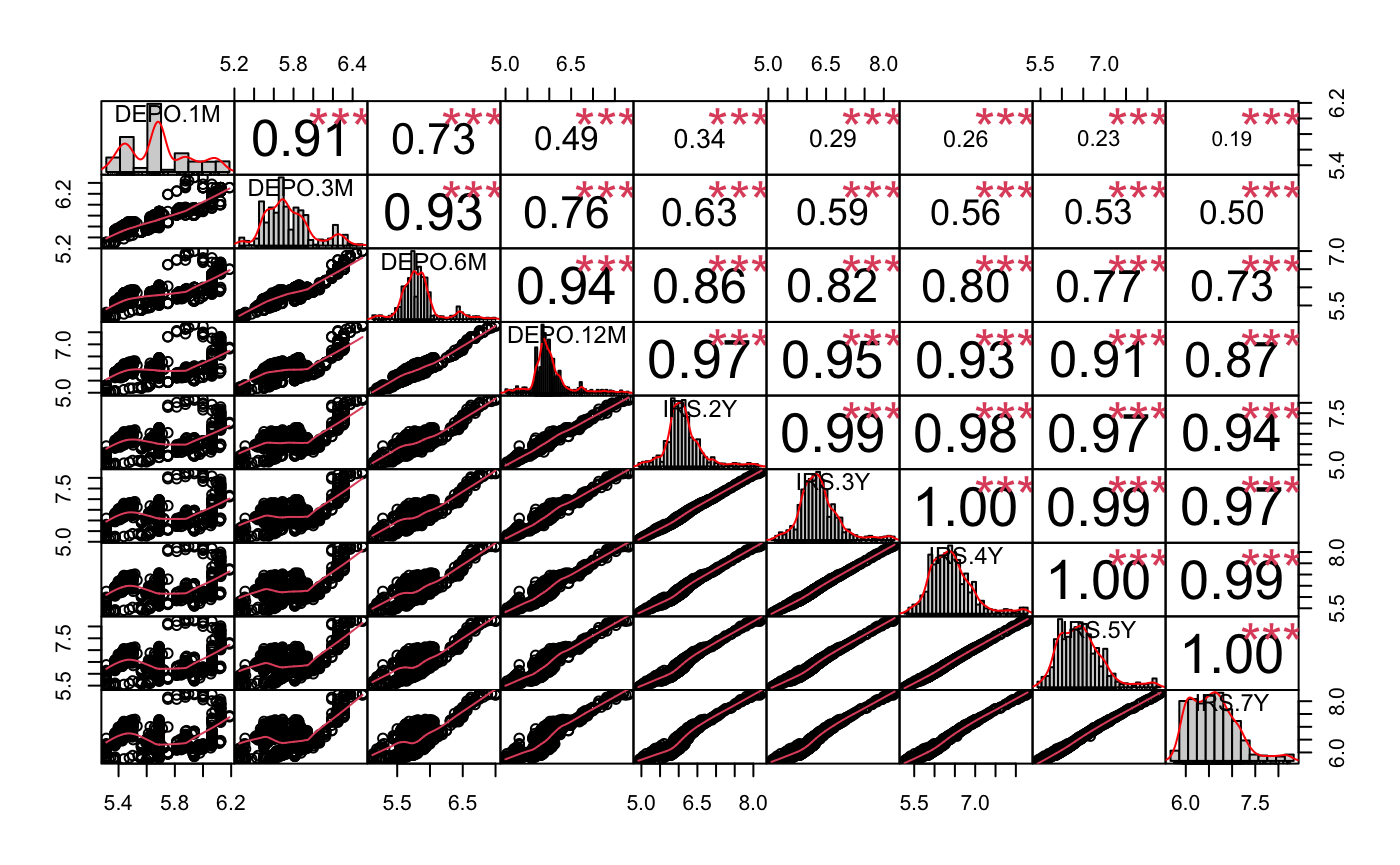 5.2 5.8 6.4 5.0 6.5 5.0 6.5 8.0 5.5 7.0
DEPO.1M 0.91 *** 0.73 *** 0.49 *** 0.34 *** 0.29 *** 0.26 *** 0.23 *** 0.19 *** 5.4 6.2
5.2 6.2 DEPO.3M 0.93 *** 0.76 *** 0.63 *** 0.59 *** 0.56 *** 0.53 *** 0.50 ***
DEPO.6M 0.94 *** 0.86 *** 0.82 *** 0.80 *** 0.77 *** 0.73 *** 5.5 7.0
5.0 7.0 DEPO.12M 0.97 *** 0.95 *** 0.93 *** 0.91 *** 0.87 ***
IRS.2Y 0.99 *** 0.98 *** 0.97 *** 0.94 *** 5.0 7.5
5.0 7.5 IRS.3Y 1.00 *** 0.99 *** 0.97 ***
IRS.4Y 1.00 *** 0.99 *** 5.5 8.0
5.5 7.5 IRS.5Y 1.00 ***
IRS.7Y 6.0 8.0
5.4 5.8 6.2 5.5 6.5 5.0 6.5 8.0 5.5 7.0 6.0 7.5